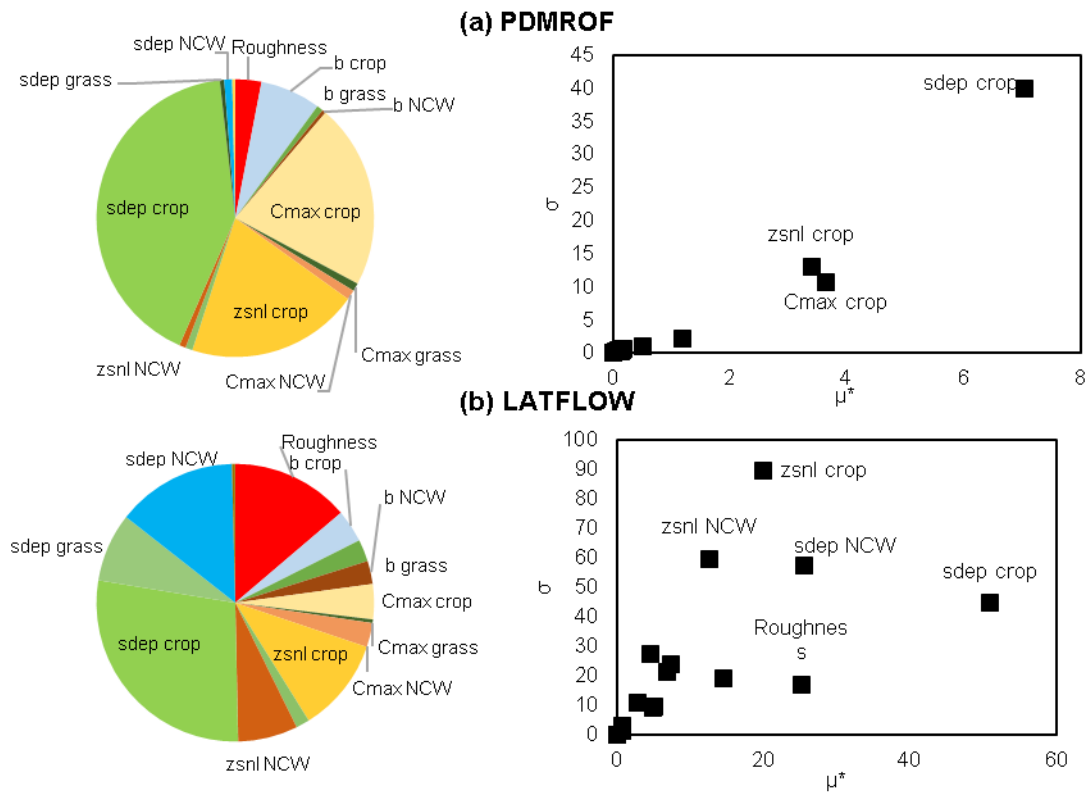 (a) PDMROF
sdep NCW
Roughness
b crop
sdep grass
b grass
b NCW
sdep crop
Cmax crop
zsnl crop
zsnl NCW
Cmax NCW
Cmax grass
45
40
35
30
25
20
15
10
5
0
σ
sdep crop
zsnl crop
Cmax crop
0
2
4
6
8
μ*
(b) LATFLOW
Roughness
sdep NCW
b crop
b NCW
sdep grass
b grass
Cmax crop
sdep crop
zsnl crop
Cmax grass
Cmax NCW
zsnl NCW
100
90
80
70
60
50
40
30
20
10
0
σ
zsnl crop
zsnl NCW
sdep NCW
sdep crop
Roughnes
s
0
20
40
60
μ*